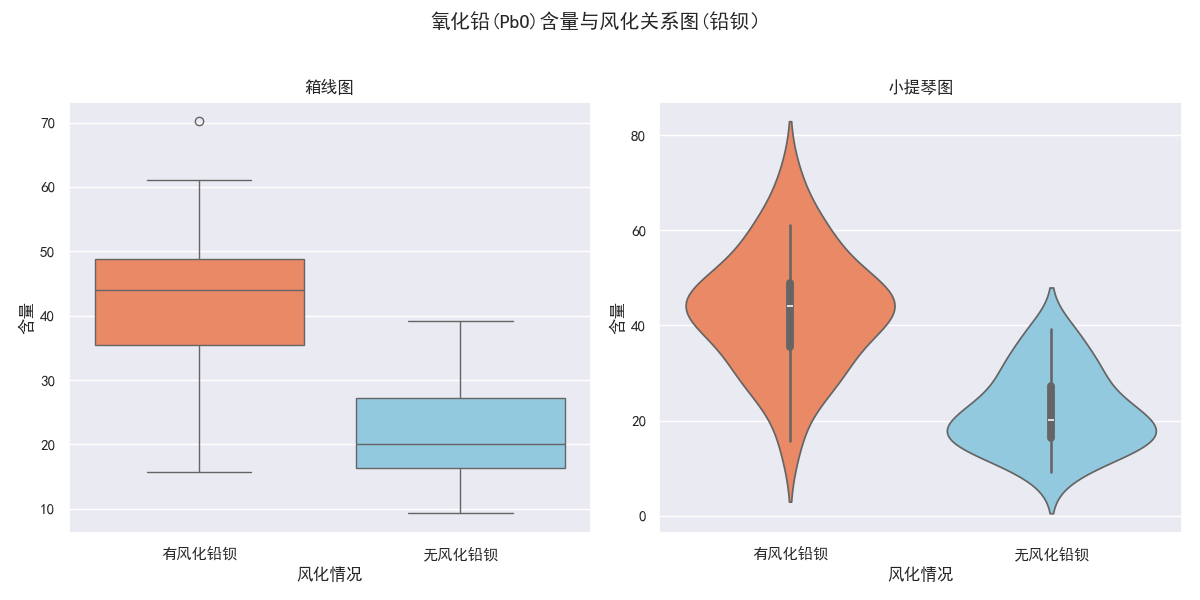 氧化铅(PbO)含量与风化关系图(铅钡）
箱线图
70
60
50
40
30
20
10
含量
有风化铅钡
无风化铅钡
风化情况
小提琴图
80
60
40
20
0
含量
有风化铅钡
无风化铅钡
风化情况